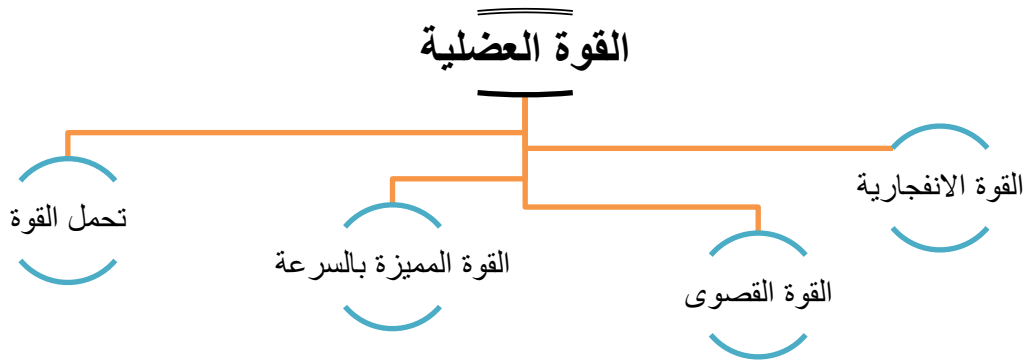 القوة العضلية
القوة الانفجارية
القوة القصوى
القوة المميزة بالسرعة
تحمل القوة